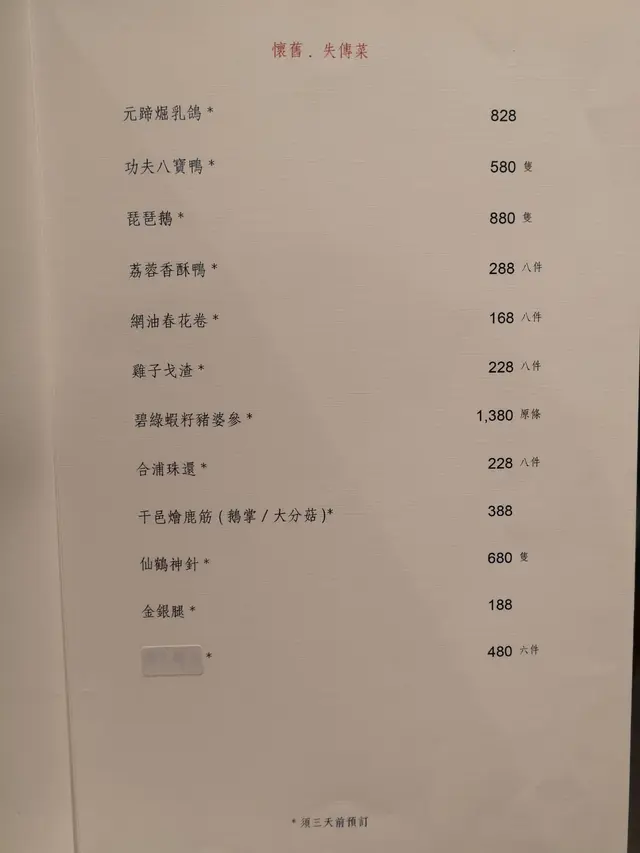 懷舊．失傳菜
元蹄焗乳鴿* 828
功夫八寶鴨* 580 隻
琵琶鵝* 880 隻
荔蓉香酥鴨* 288 八件
網油春花卷* 168 八件
雞子戈渣* 228 八件
碧綠蝦籽豬婆參* 1,380 原條
合浦珠還* 228 八件
干邑燴鹿筋(鵝掌/大分菇)* 388
仙鶴神針* 680 隻
金銀腿* 188
* 480 六件
*須三天前預訂